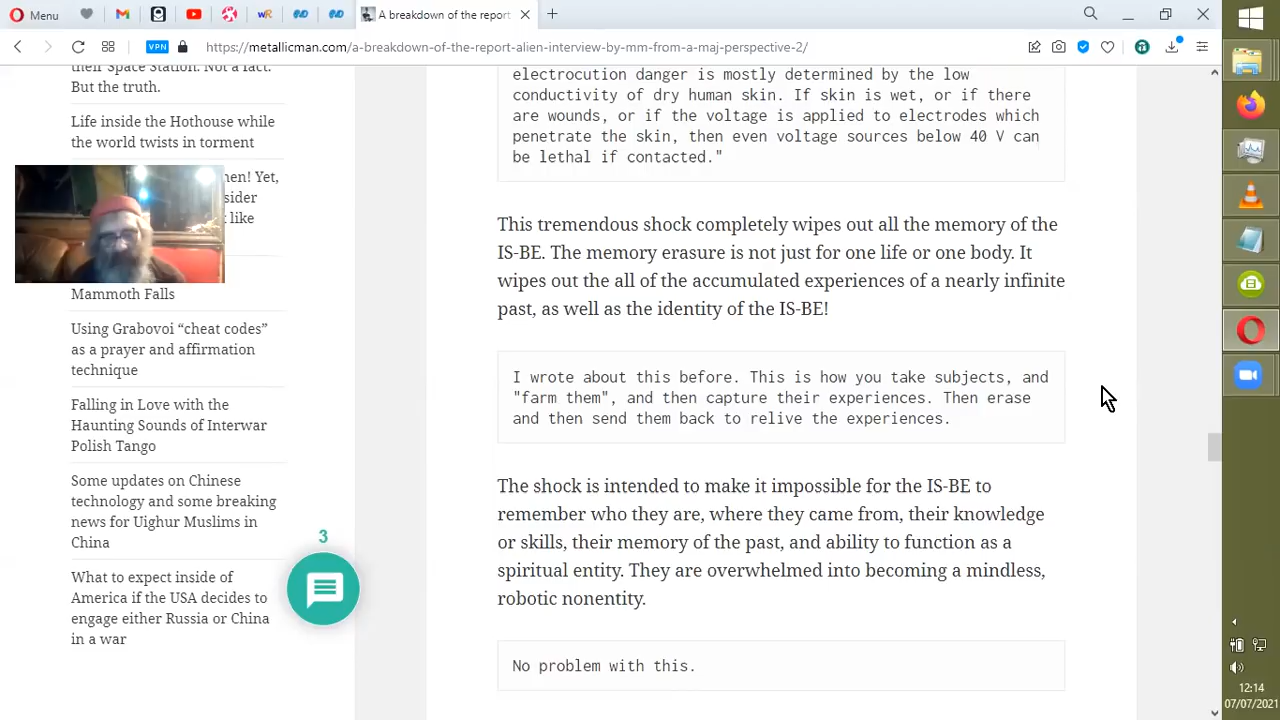 Menu
A breakdown of the report
VPN
https://metallicman.com/a-breakdown-of-the-report-alien-interview-by-mm-from-a-maj-perspective-2/
their Space Station. Not a fact.
But the truth.
Life inside the Hothouse while
the world twists in torment
men! Yet,
sider
like
Mammoth Falls
Using Grabovoi “cheat codes”
as a prayer and affirmation
technique
Falling in Love with the
Haunting Sounds of Interwar
Polish Tango
Some updates on Chinese
technology and some breaking
news for Uighur Muslims in
China
What to expect inside of
America if the USA decides to
engage either Russia or China
in a war
3
electrocution danger is mostly determined by the low
conductivity of dry human skin. If skin is wet, or if there
are wounds, or if the voltage is applied to electrodes which
penetrate the skin, then even voltage sources below 40 V can
be lethal if contacted."
This tremendous shock completely wipes out all the memory of the
IS-BE. The memory erasure is not just for one life or one body. It
wipes out the all of the accumulated experiences of a nearly infinite
past, as well as the identity of the IS-BE!
I wrote about this before. This is how you take subjects, and
"farm them", and then capture their experiences. Then erase
and then send them back to relive the experiences.
The shock is intended to make it impossible for the IS-BE to
remember who they are, where they came from, their knowledge
or skills, their memory of the past, and ability to function as a
spiritual entity. They are overwhelmed into becoming a mindless,
robotic nonentity.
No problem with this.
12:14
07/07/2021